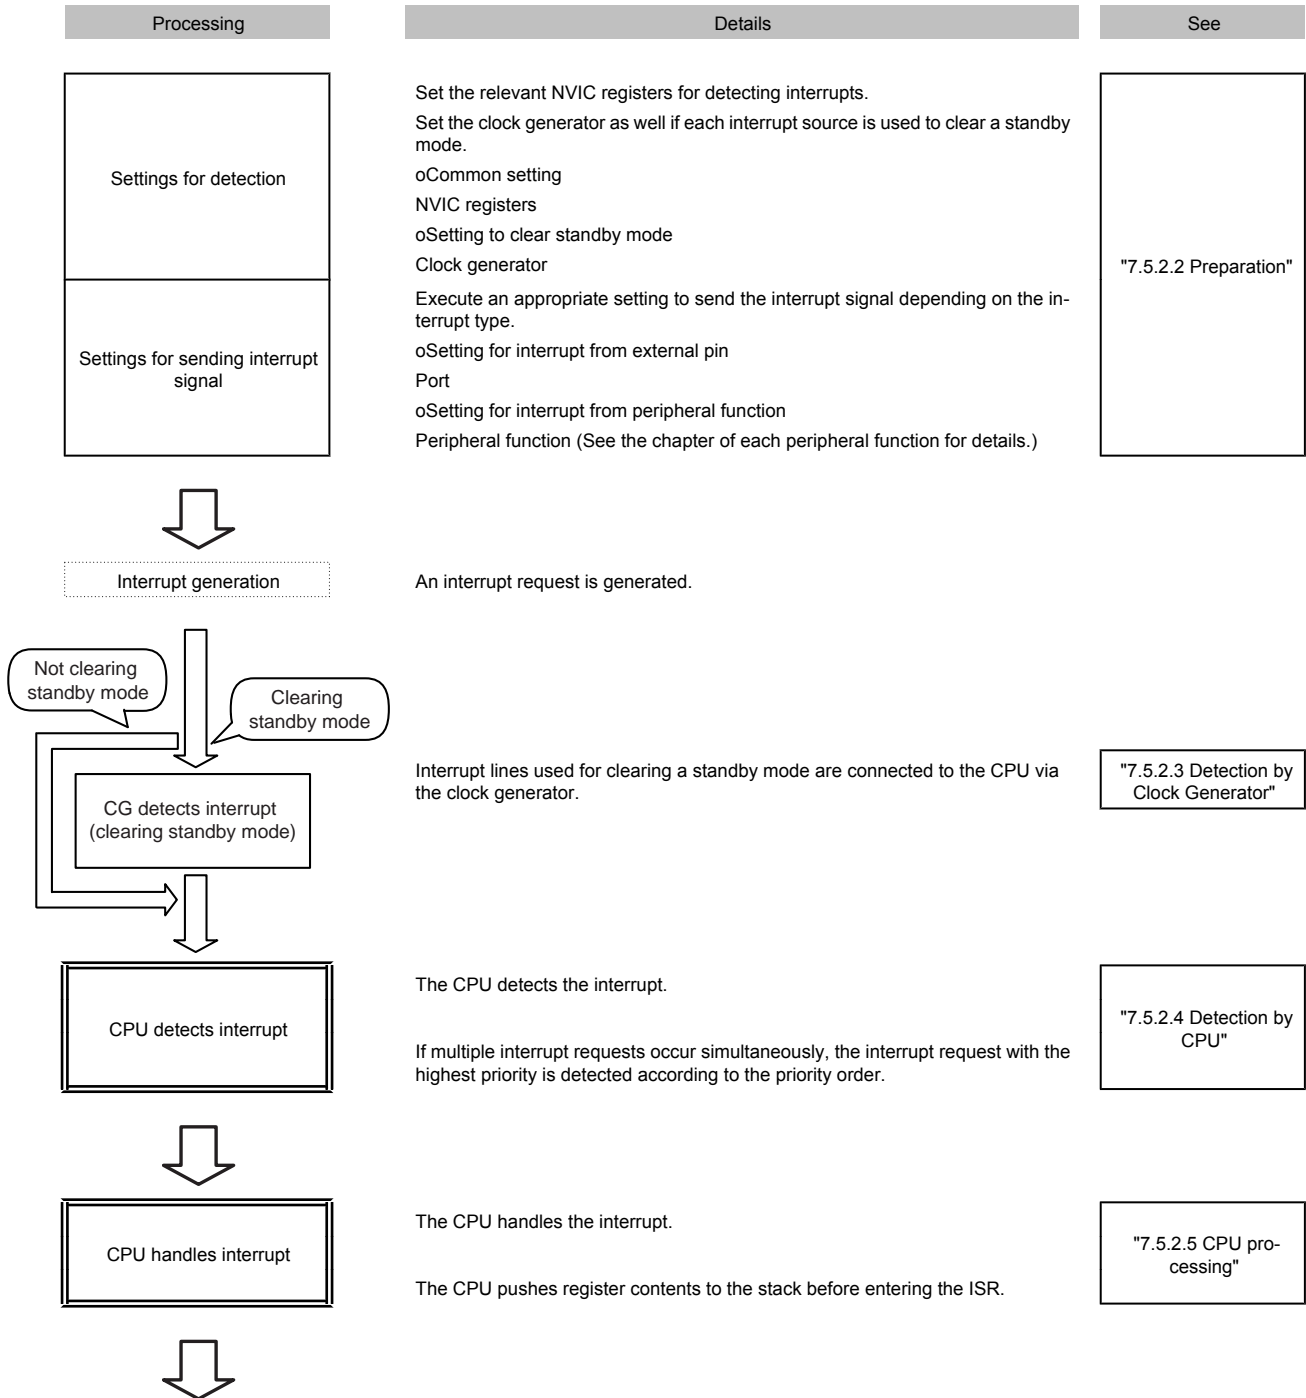 Processing
Details
See
Settings for detection
Set the relevant NVIC registers for detecting interrupts.
Set the clock generator as well if each interrupt source is used to clear a standby
mode.
oCommon setting
NVIC registers
oSetting to clear standby mode
Clock generator
"7.5.2.2 Preparation"
Settings for sending interrupt
signal
Execute an appropriate setting to send the interrupt signal depending on the in-
terrupt type.
oSetting for interrupt from external pin
Port
oSetting for interrupt from peripheral function
Peripheral function (See the chapter of each peripheral function for details.)
Interrupt generation
An interrupt request is generated.
Not clearing
standby mode
Clearing
standby mode
CG detects interrupt
(clearing standby mode)
Interrupt lines used for clearing a standby mode are connected to the CPU via
the clock generator.
"7.5.2.3 Detection by
Clock Generator"
CPU detects interrupt
The CPU detects the interrupt.
If multiple interrupt requests occur simultaneously, the interrupt request with the
highest priority is detected according to the priority order.
"7.5.2.4 Detection by
CPU"
CPU handles interrupt
The CPU handles the interrupt.
The CPU pushes register contents to the stack before entering the ISR.
"7.5.2.5 CPU pro-
cessing"